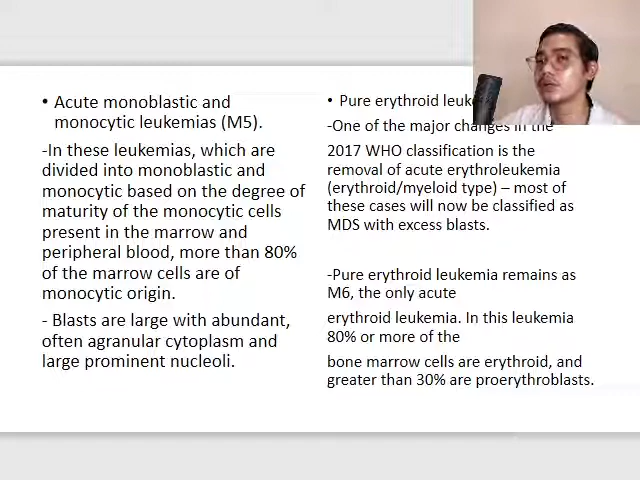 • Acute monoblastic and
monocytic leukemias (M5).
-In these leukemias, which are
divided into monoblastic and
monocytic based on the degree of
maturity of the monocytic cells
present in the marrow and
peripheral blood, more than 80%
of the marrow cells are of
monocytic origin.
- Blasts are large with abundant,
often agranular cytoplasm and
large prominent nucleoli.
• Pure erythroid
-One of the major changes in the
2017 WHO classification is the
removal of acute erythroleukemia
(erythroid/myeloid type) – most of
these cases will now be classified as
MDS with excess blasts.
-Pure erythroid leukemia remains as
M6, the only acute
erythroid leukemia. In this leukemia
80% or more of the
bone marrow cells are erythroid, and
greater than 30% are proerythroblasts.